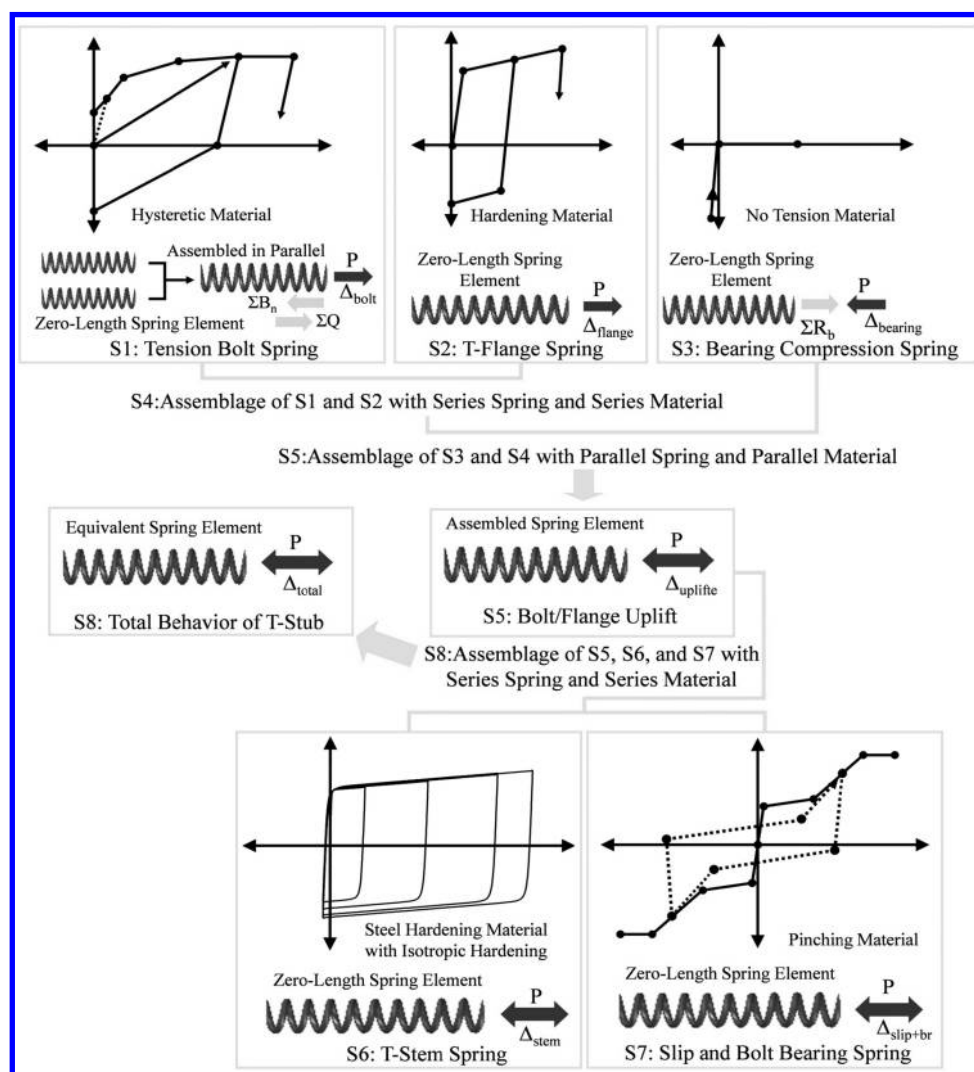 Hysteretic Material
Assembled in Parallel
P
Δbolt
ΣBn
ΣQ
Zero-Length Spring Element
S1: Tension Bolt Spring
Hardening Material
Zero-Length Spring
Element
P
Δflange
S2: T-Flange Spring
No Tension Material
Zero-Length Spring
Element
P
ΣRb
Δbearing
S3: Bearing Compression Spring
S4:Assemblage of S1 and S2 with Series Spring and Series Material
S5:Assemblage of S3 and S4 with Parallel Spring and Parallel Material
Equivalent Spring Element
P
Δtotal
S8: Total Behavior of T-Stub
Assembled Spring Element
P
Δuplifte
S5: Bolt/Flange Uplift
S8:Assemblage of S5, S6, and S7 with
Series Spring and Series Material
Steel Hardening Material
with Isotropic Hardening
Zero-Length Spring Element
P
Δstem
S6: T-Stem Spring
Pinching Material
Zero-Length Spring Element
P
Δslip+br
S7: Slip and Bolt Bearing Spring